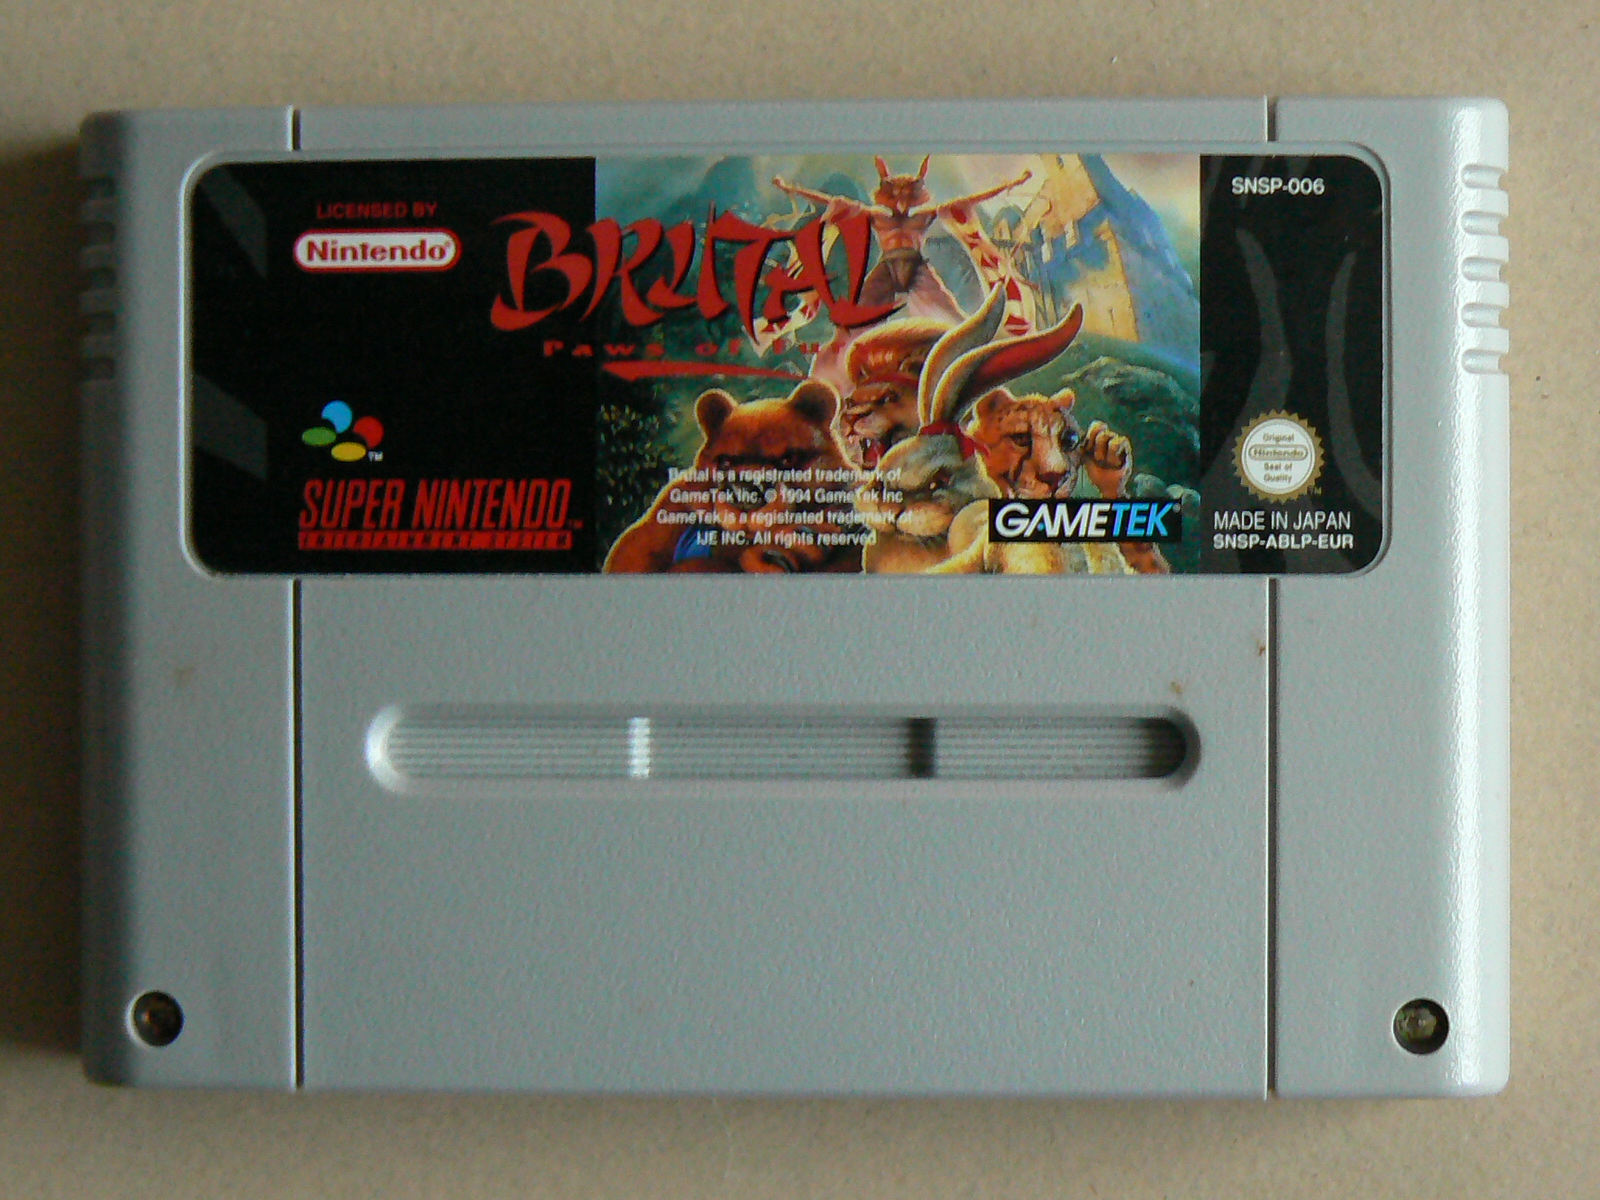 LICENSED BY
Nintendo®
BRUTAL
Paws of Fury
SUPER NINTENDO™
ENTERTAINMENT SYSTEM
Brutal is a registrated trademark of
GameTek Inc. © 1994 GameTek Inc
GameTek is a registrated trademark of
IJE INC. All rights reserved
GAMETEK®
SNSP-006
Original
Nintendo
Seal of
Quality
TM
MADE IN JAPAN
SNSP-ABLP-EUR